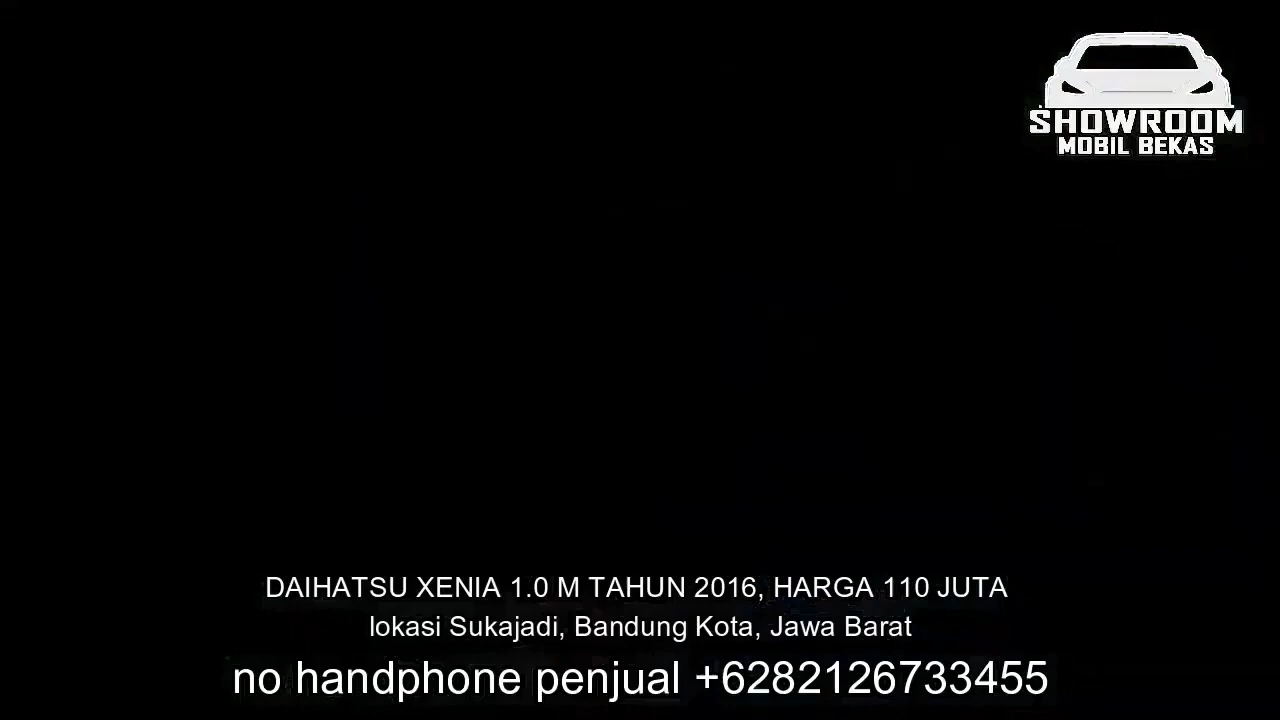 SHOWROOM
MOBIL BEKAS
DAIHATSU XENIA 1.0 M TAHUN 2016, HARGA 110 JUTA
lokasi Sukajadi, Bandung Kota, Jawa Barat
no handphone penjual +6282126733455